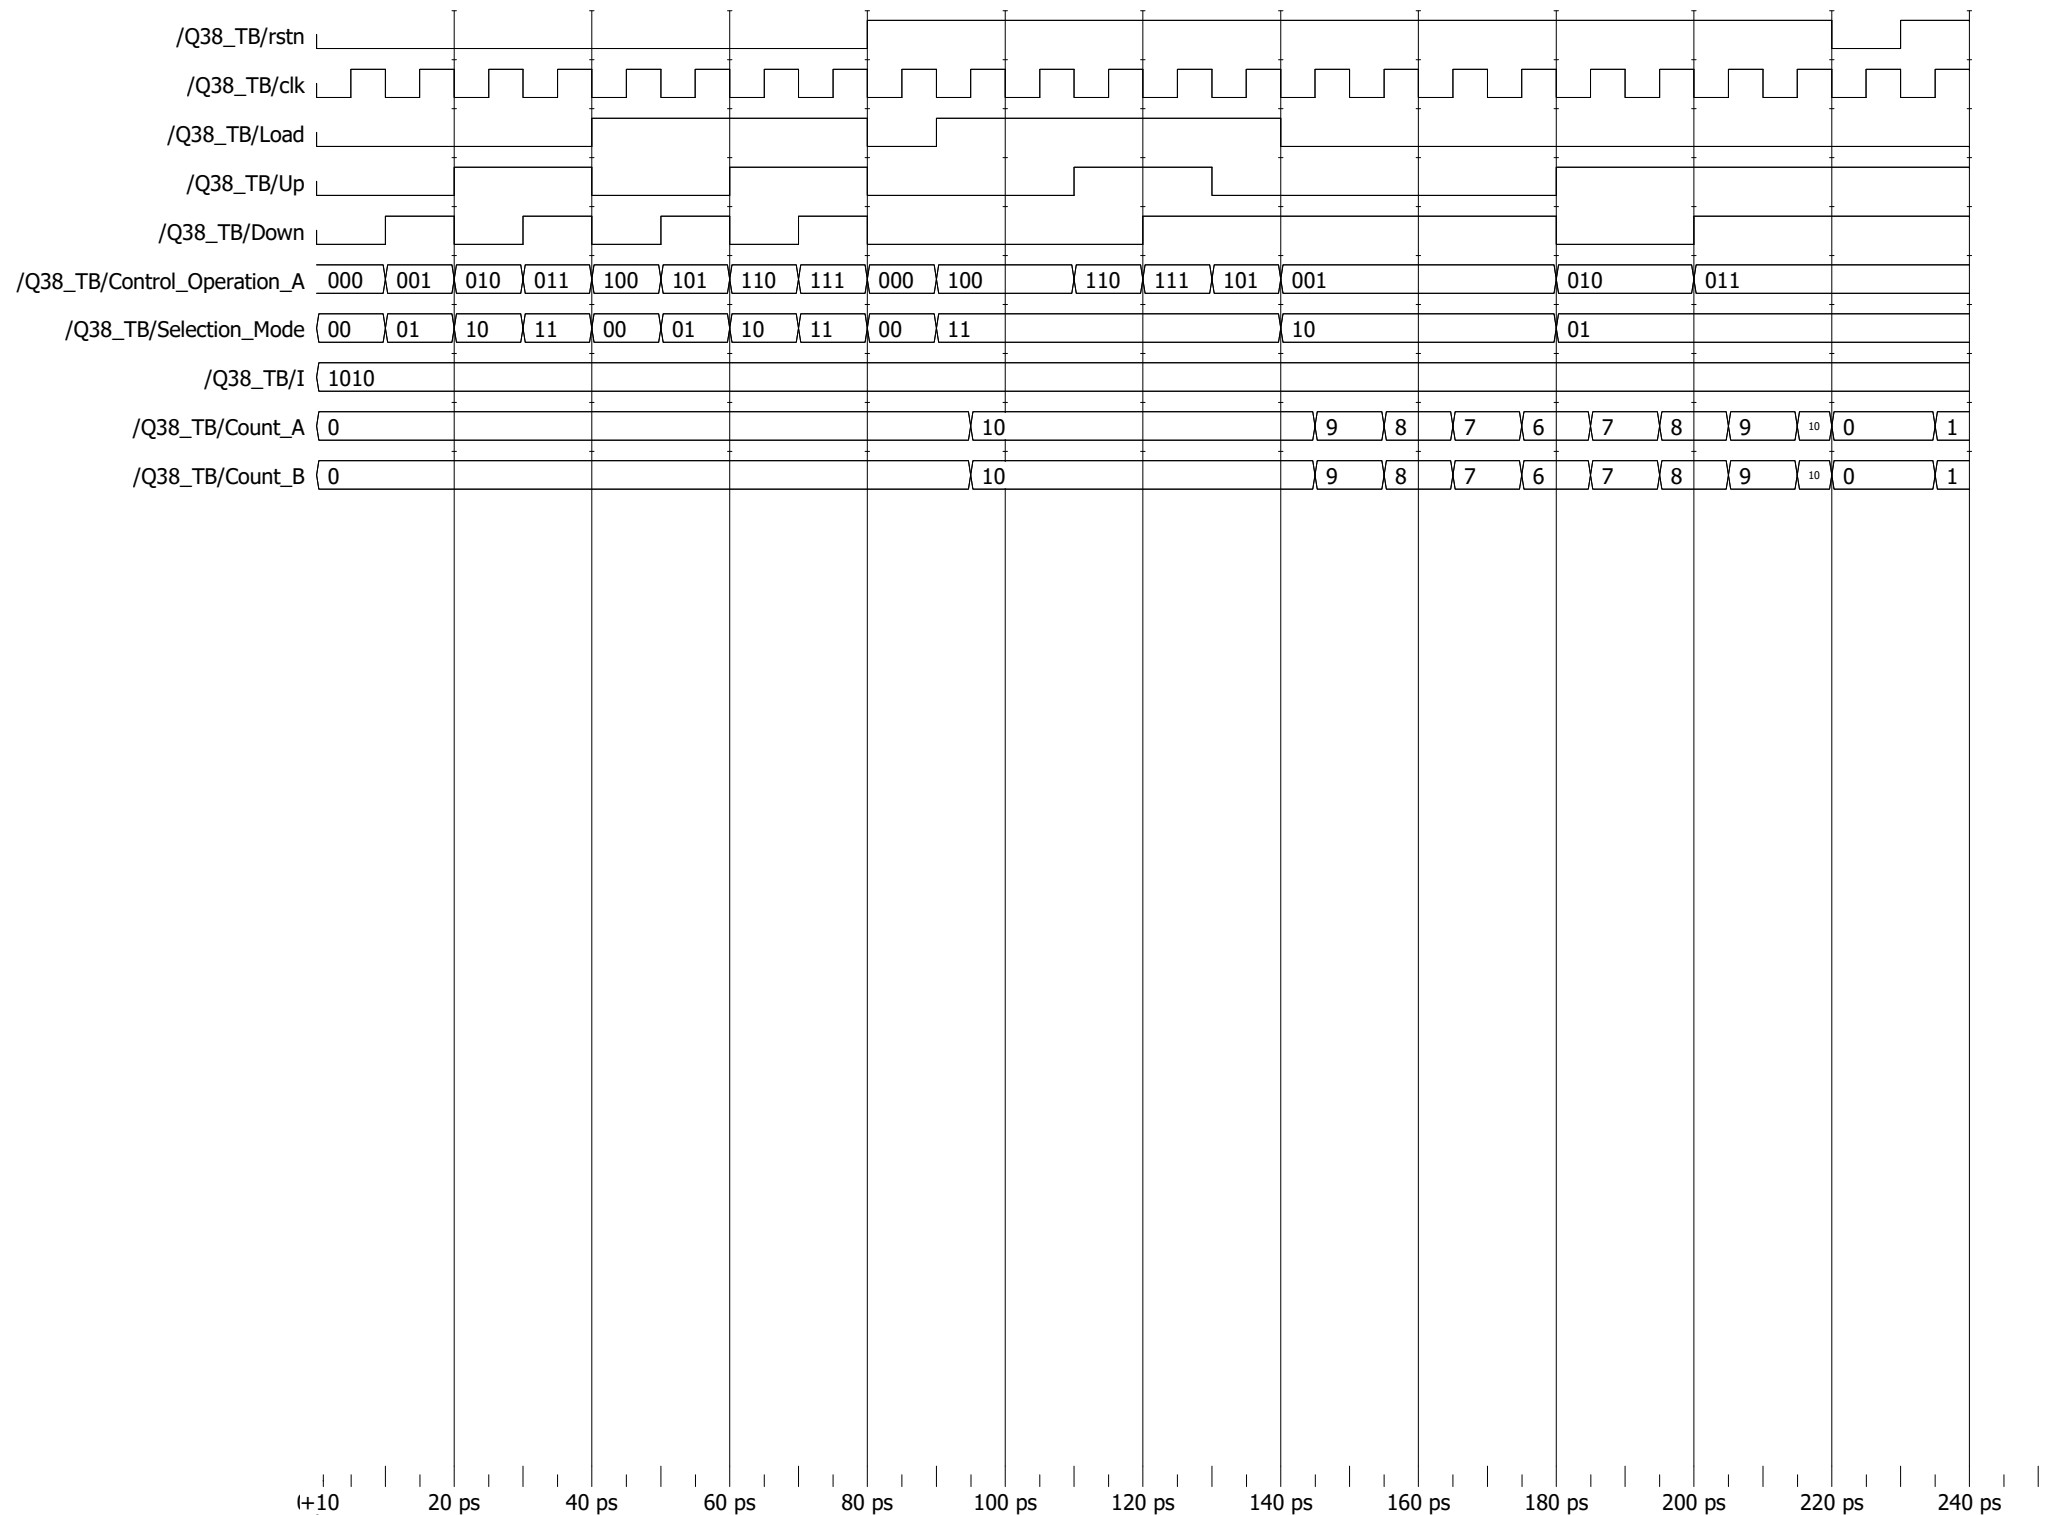 /Q38_TB/rstn
/Q38_TB/clk
/Q38_TB/Load
/Q38_TB/Up
/Q38_TB/Down
/Q38_TB/Control_Operation_A 000 001 010 011 100 101 110 111 000 100 110 111 101 001 010 011
/Q38_TB/Selection_Mode 00 01 10 11 00 01 10 11 00 11 10 01
/Q38_TB/I 1010
/Q38_TB/Count_A 0 10 9 8 7 6 7 8 9 10 0 1
/Q38_TB/Count_B 0 10 9 8 7 6 7 8 9 10 0 1
+10 20 ps 40 ps 60 ps 80 ps 100 ps 120 ps 140 ps 160 ps 180 ps 200 ps 220 ps 240 ps